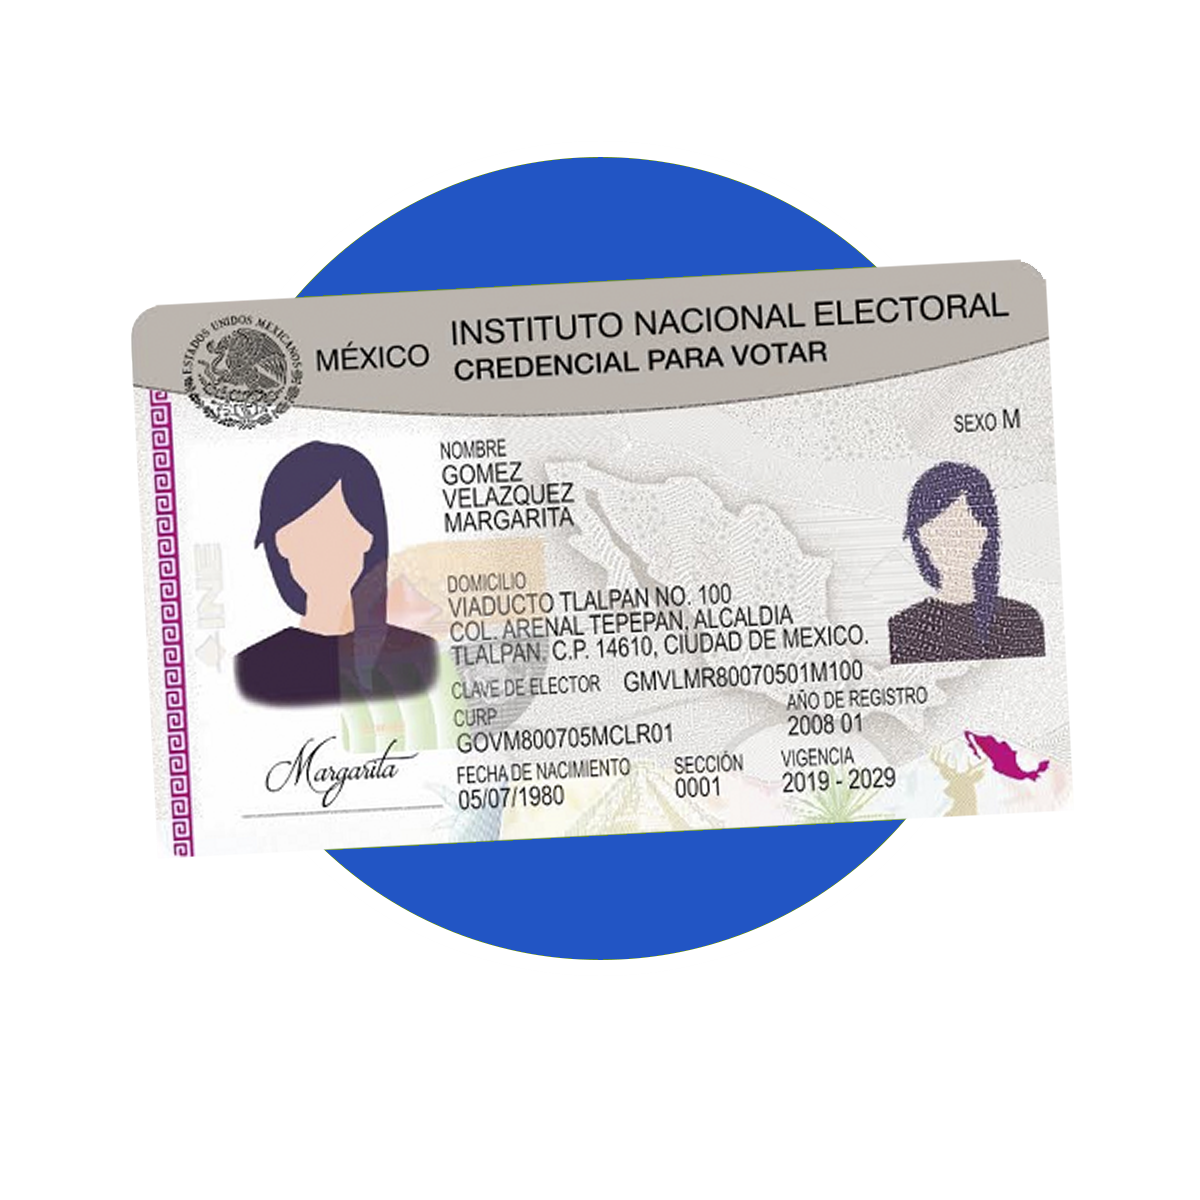 ESTADOS UNIDOS MEXICANOS
MÉXICO
INSTITUTO NACIONAL ELECTORAL
CREDENCIAL PARA VOTAR
SEXO M
NOMBRE
GOMEZ
VELAZQUEZ
MARGARITA
DOMICILIO
VIADUCTO TLALPAN NO. 100
COL. ARENAL TEPEPAN, ALCALDIA
TLALPAN, C.P. 14610, CIUDAD DE MEXICO.
CLAVE DE ELECTOR GMVLMR80070501M100
CURP
GOVM800705MCLR01
AÑO DE REGISTRO
2008 01
FECHA DE NACIMIENTO
05/07/1980
SECCIÓN
0001
VIGENCIA
2019 - 2029
Margarita
INE